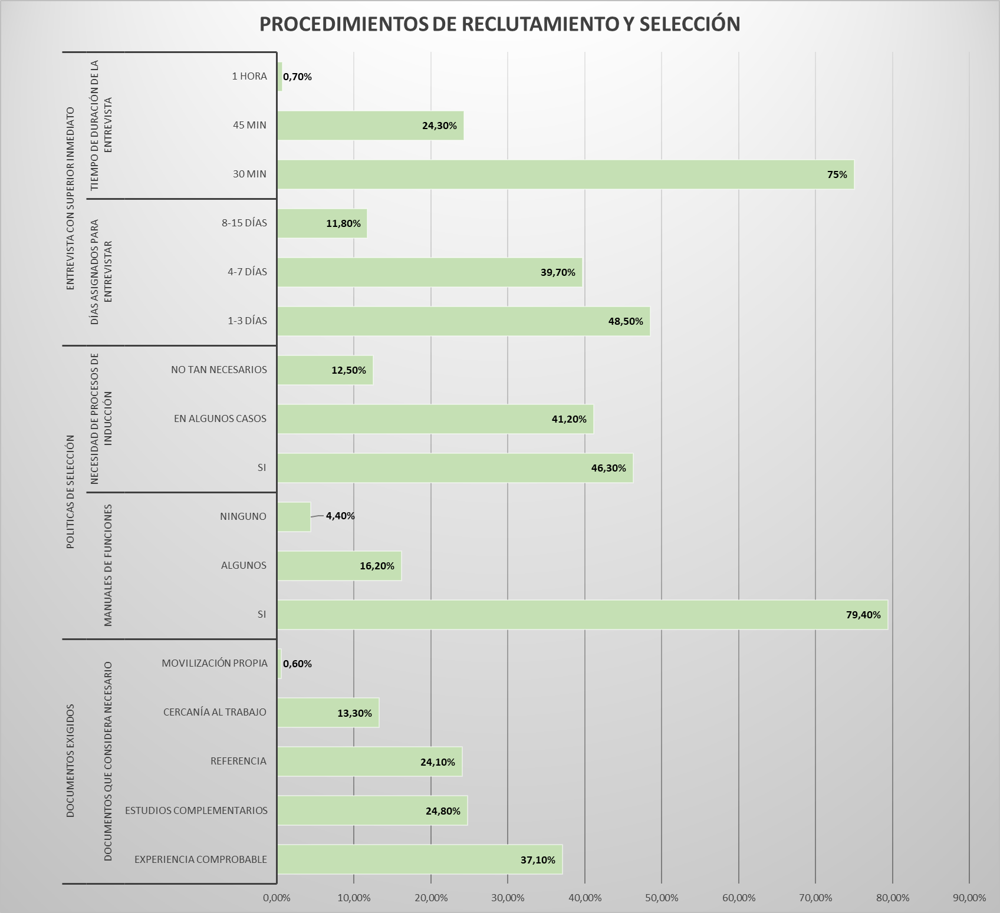 PROCEDIMIENTOS DE RECLUTAMIENTO Y SELECCIÓN
ENTREVISTA CON SUPERIOR INMEDIATO
TIEMPO DE DURACIÓN DE LA
ENTREVISTA
1 HORA 0,70%
45 MIN 24,30%
30 MIN 75%
DÍAS ASIGNADOS PARA
ENTREVISTAR
8-15 DÍAS 11,80%
4-7 DÍAS 39,70%
1-3 DÍAS 48,50%
POLITICAS DE SELECCIÓN
NECESIDAD DE PROCESOS DE
INDUCCIÓN
NO TAN NECESARIOS 12,50%
EN ALGUNOS CASOS 41,20%
SI 46,30%
MANUALES DE FUNCIONES
NINGUNO 4,40%
ALGUNOS 16,20%
SI 79,40%
DOCUMENTOS EXIGIDOS
DOCUMENTOS QUE CONSIDERA NECESARIO
MOVILIZACIÓN PROPIA 0,60%
CERCANÍA AL TRABAJO 13,30%
REFERENCIA 24,10%
ESTUDIOS COMPLEMENTARIOS 24,80%
EXPERIENCIA COMPROBABLE 37,10%
0,00% 10,00% 20,00% 30,00% 40,00% 50,00% 60,00% 70,00% 80,00% 90,00%